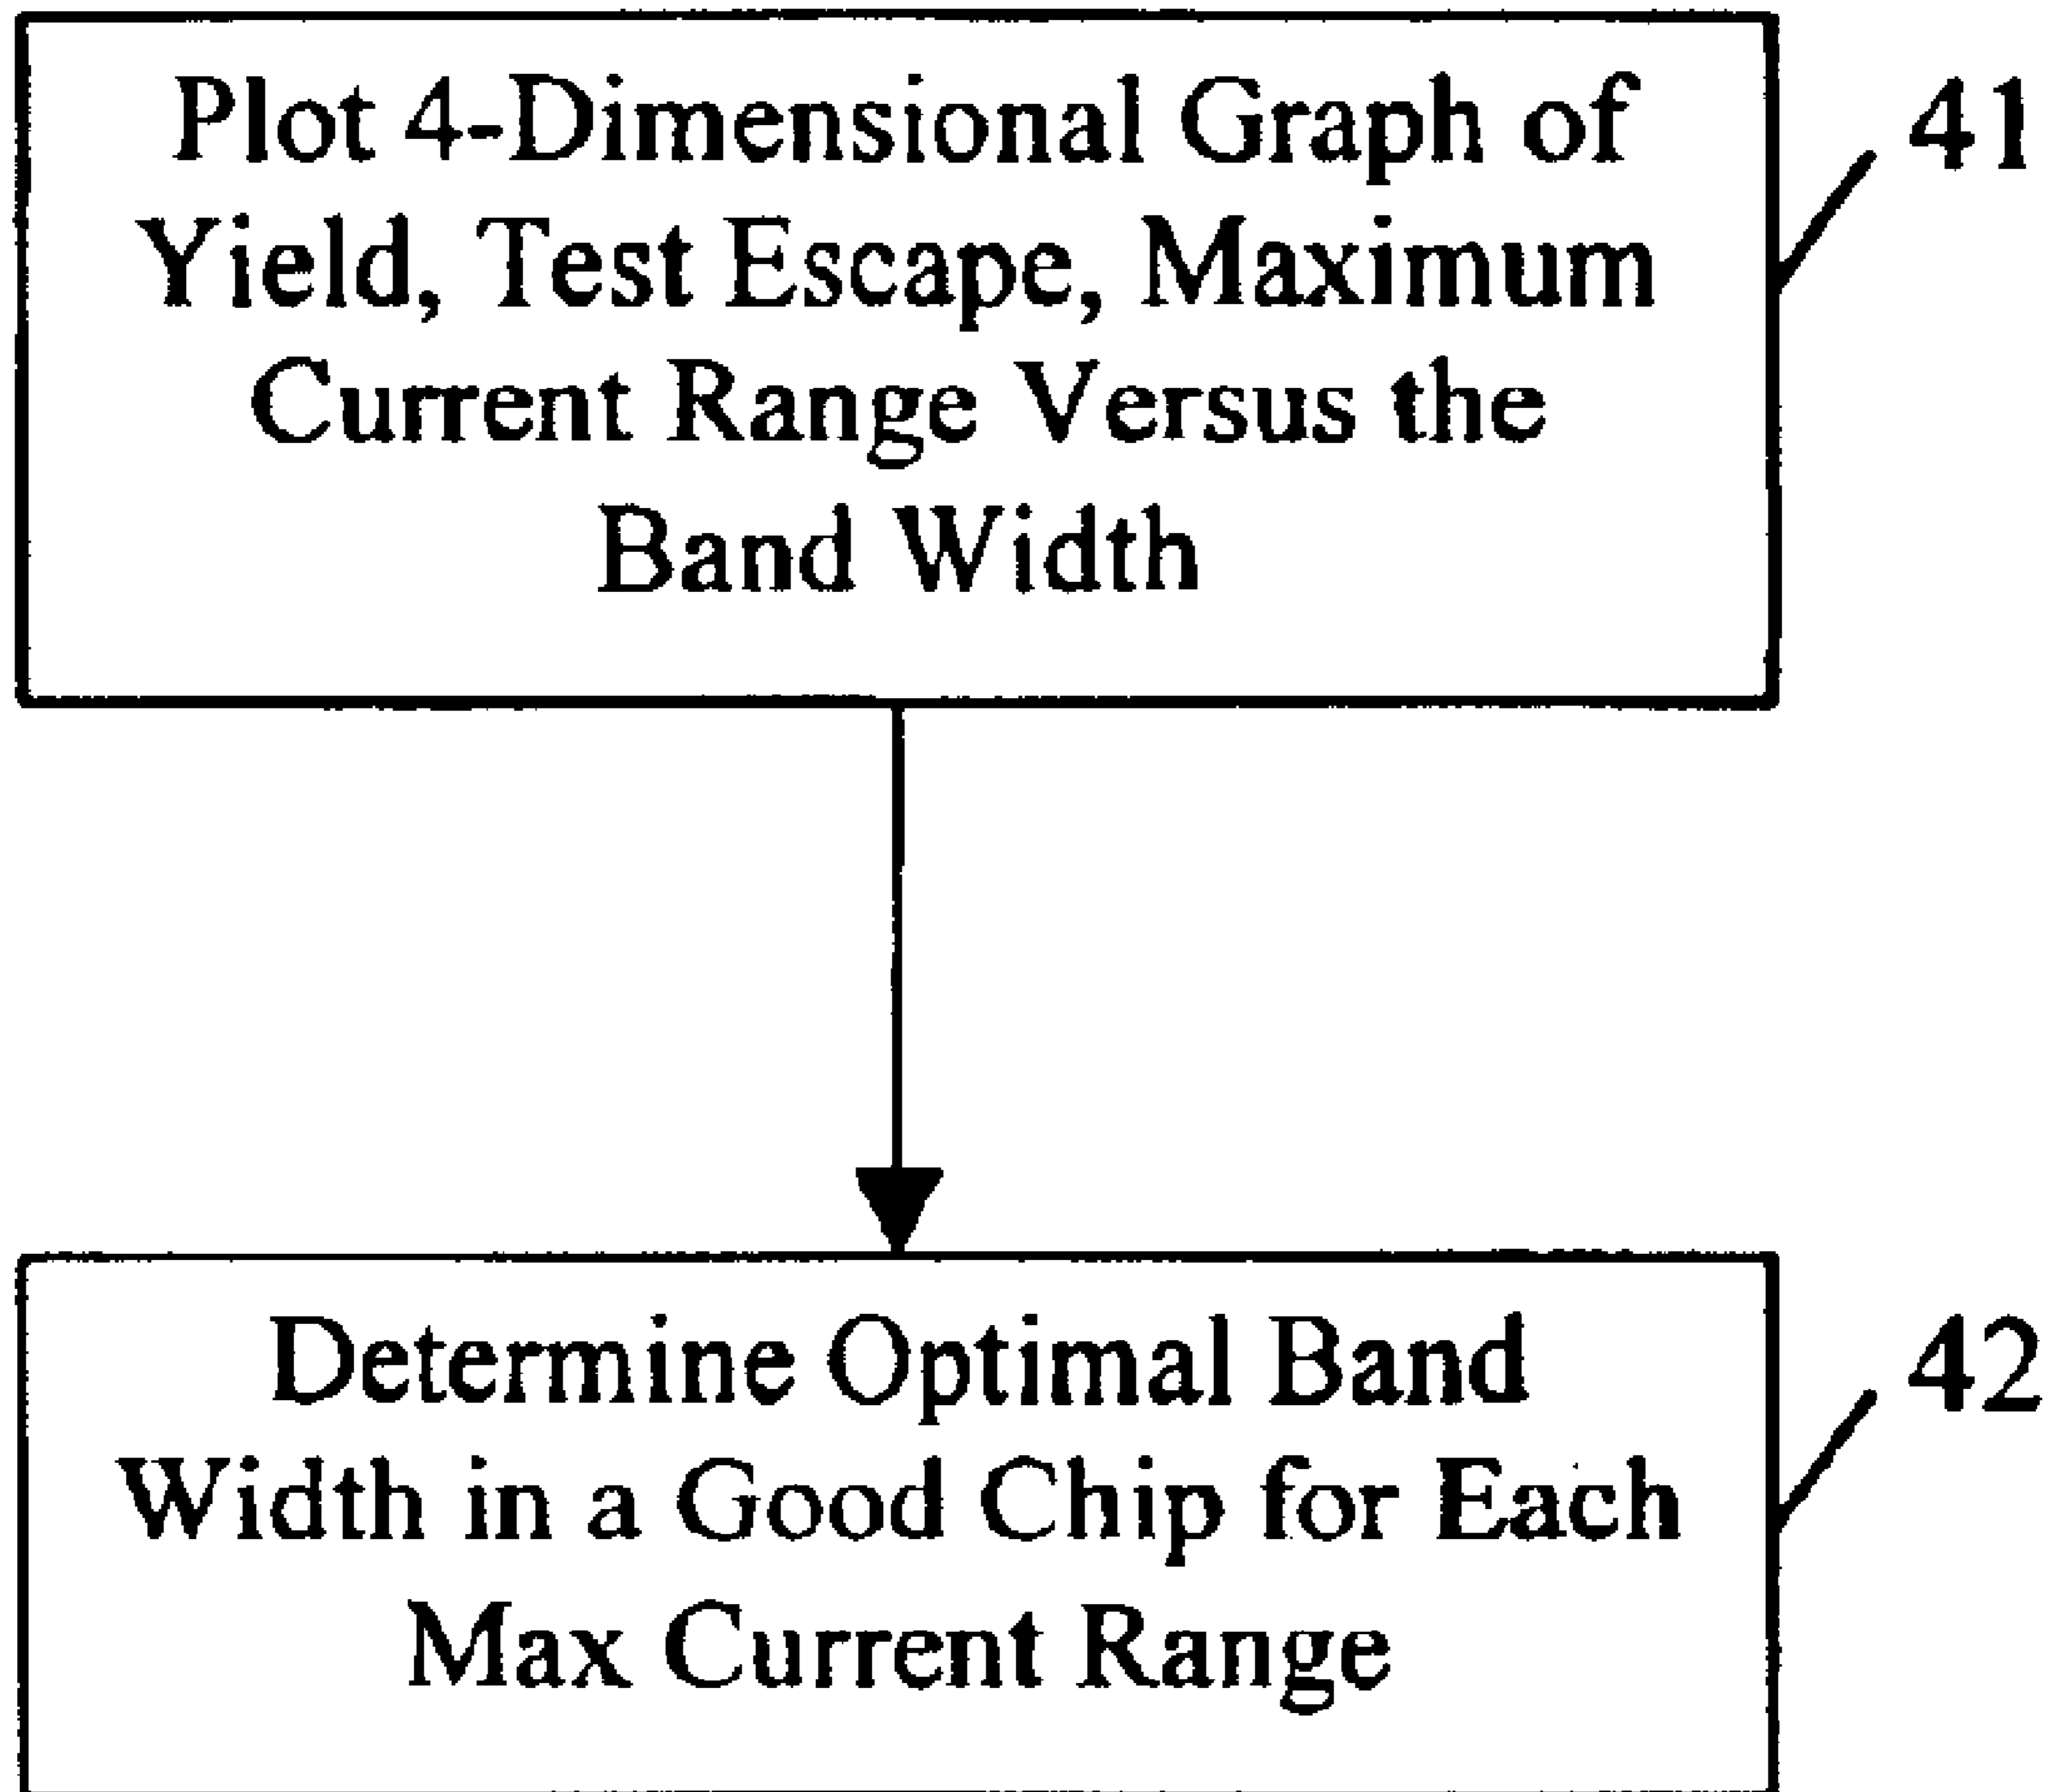 Plot 4-Dimensional Graph of
Yield, Test Escape, Maximum
Current Range Versus the
Band Width
41
Determine Optimal Band
Width in a Good Chip for Each
Max Current Range
42